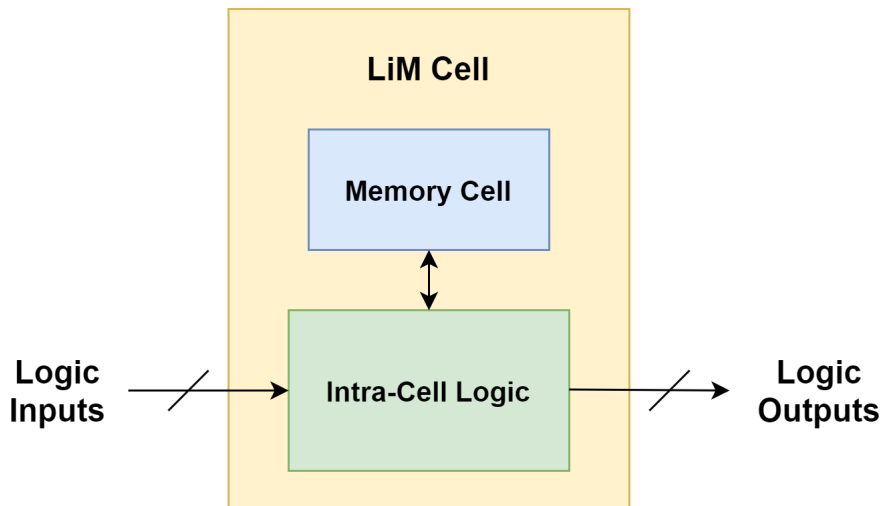 LiM Cell
Memory Cell
Logic
Inputs
Intra-Cell Logic
Logic
Outputs